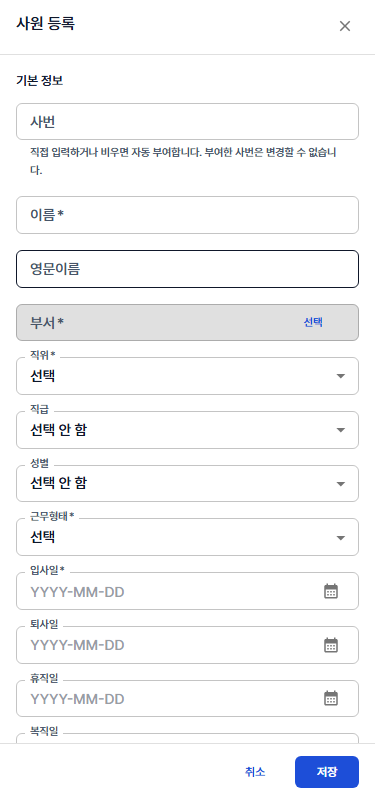 사원 등록
기본 정보
사번
직접 입력하거나 비우면 자동 부여합니다. 부여한 사번은 변경할 수 없습니
다.
이름 *
영문이름
부서 *
선택
직위 *
선택
직급
선택 안 함
성별
선택 안 함
근무형태 *
선택
입사일 *
YYYY-MM-DD
퇴사일
YYYY-MM-DD
휴직일
YYYY-MM-DD
복직일
취소
저장